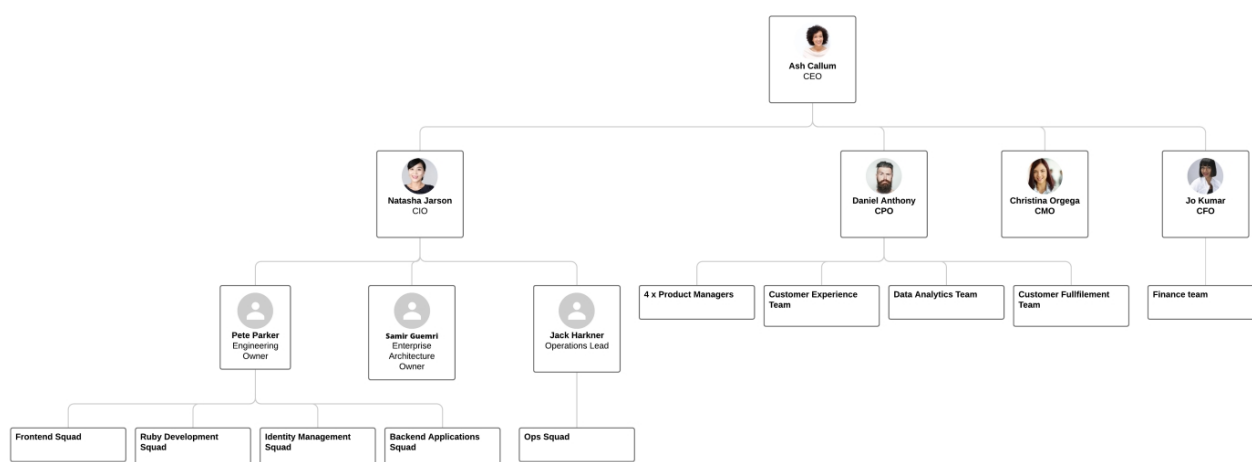 Ash Callum
CEO
Natasha Jarson
CIO
Daniel Anthony
CPO
Christina Orgega
CMO
Jo Kumar
CFO
Pete Parker
Engineering
Owner
Samir Guemri
Enterprise
Architecture
Owner
Jack Harkner
Operations Lead
4 x Product Managers
Customer Experience
Team
Data Analytics Team
Customer Fullfilement
Team
Finance team
Frontend Squad
Ruby Development
Squad
Identity Management
Squad
Backend Applications
Squad
Ops Squad